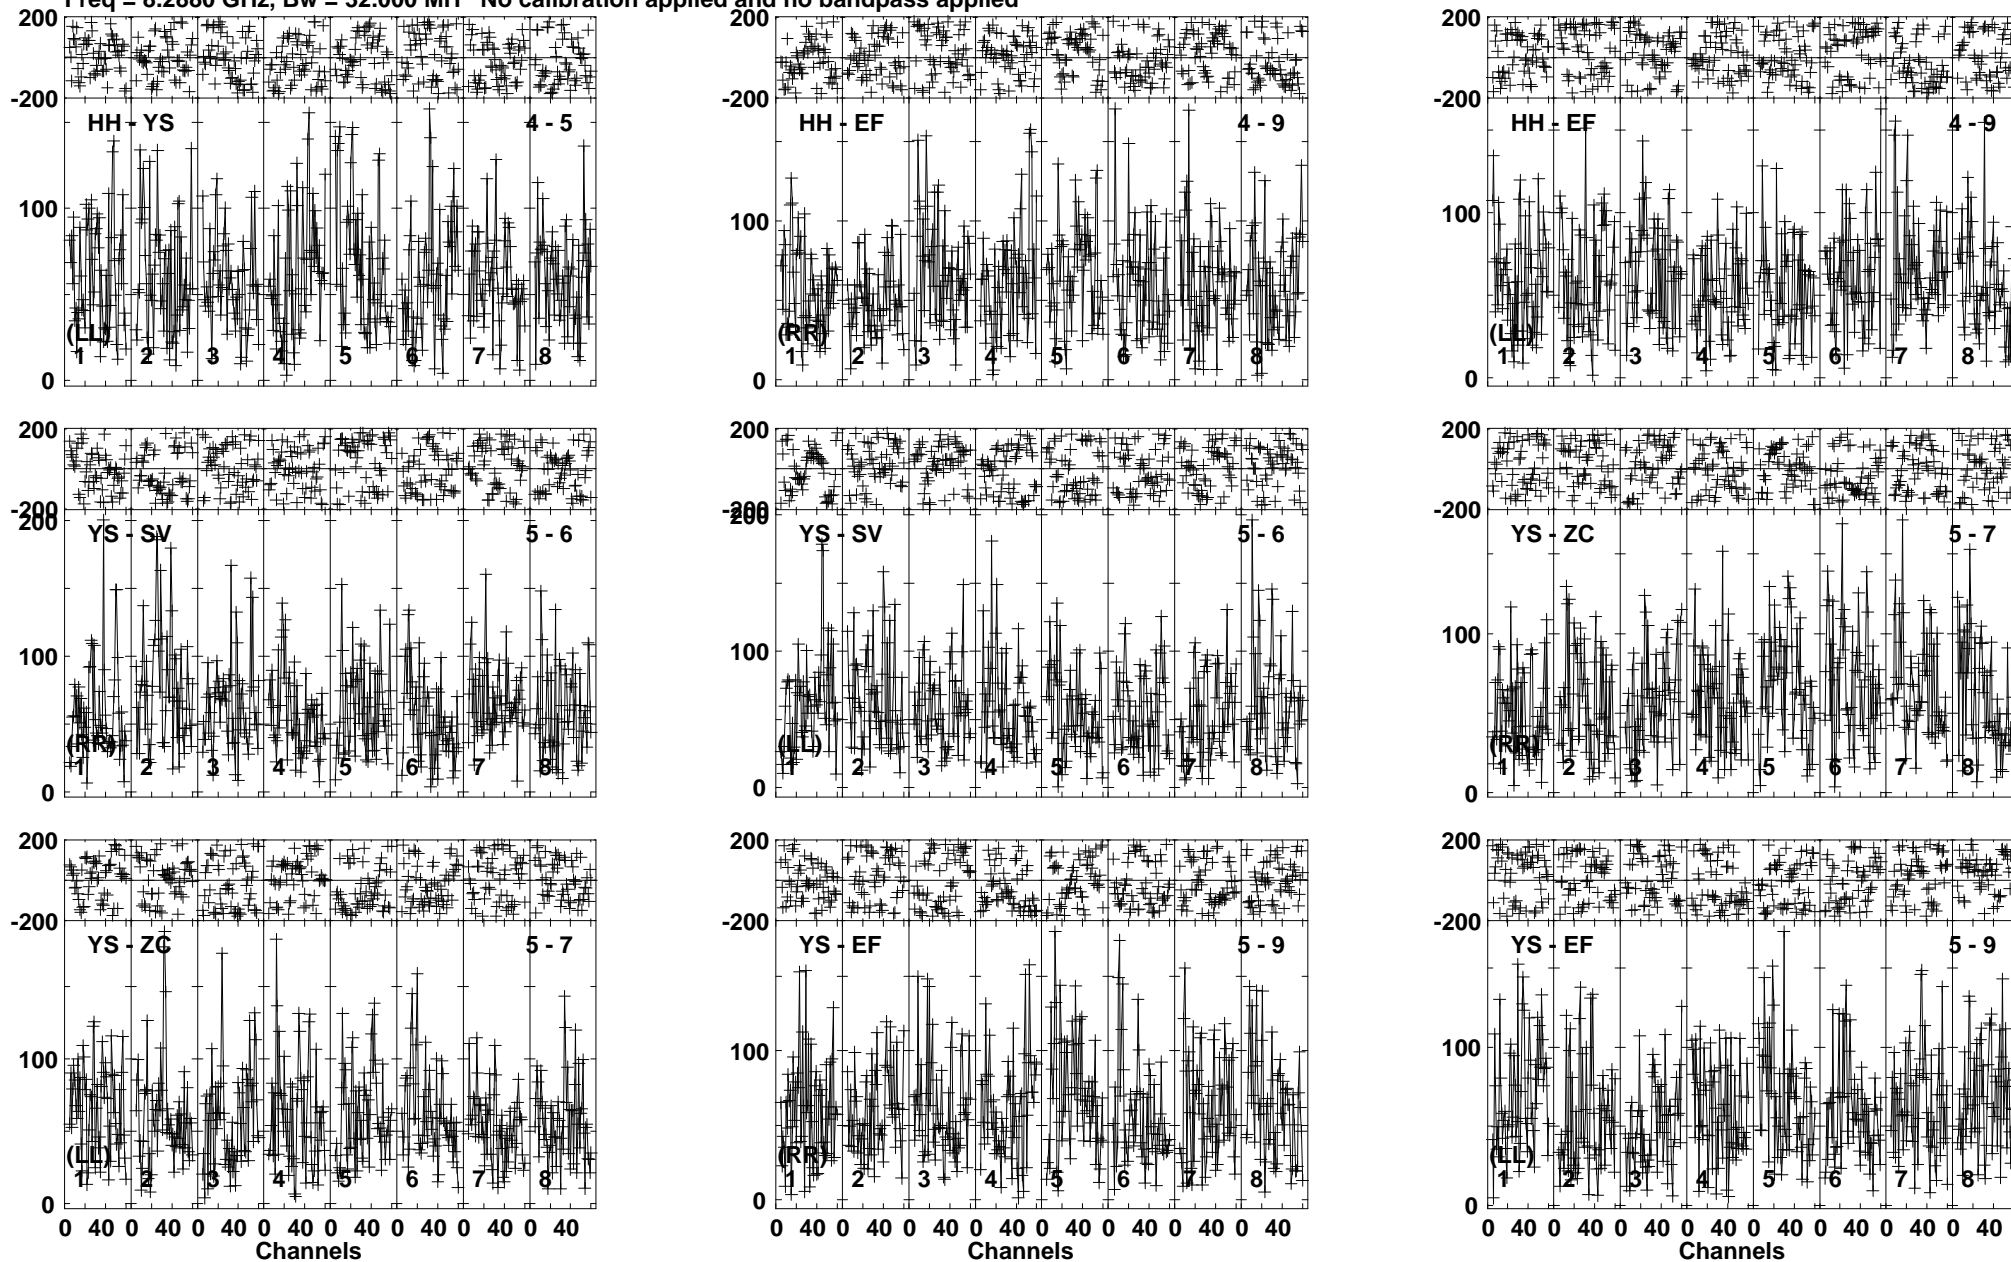 Freq = 8.2880 GHz, Bw = 32.000 MH No calibration applied and no bandpass applied
200 200 200
-200 -200 -200
HH - YS 4 - 5 HH - EF 4 - 9 HH - EF 4 - 9
100 100 100
(LL) (RR) (LL)
1 2 3 4 5 6 7 8 1 2 3 4 5 6 7 8 1 2 3 4 5 6 7 8
0 0 0
200 200 200
-200 -200 -200
200 200
YS - SV 5 - 6 YS - SV 5 - 6 YS - ZC 5 - 7
100 100 100
(RR) (LL) (RR)
1 2 3 4 5 6 7 8 1 2 3 4 5 6 7 8 1 2 3 4 5 6 7 8
0 0 0
200 200 200
-200 -200 -200
YS - ZC 5 - 7 YS - EF 5 - 9 YS - EF 5 - 9
100 100 100
(LL) (RR) (LL)
1 2 3 4 5 6 7 8 1 2 3 4 5 6 7 8 1 2 3 4 5 6 7 8
0 0 0
0 40 0 40 0 40 0 40 0 40 0 40 0 40 0 40 0 40 0 40 0 40 0 40 0 40 0 40 0 40 0 40 0 40 0 40 0 40 0 40 0 40 0 40 0 40 0 40
Channels Channels Channels